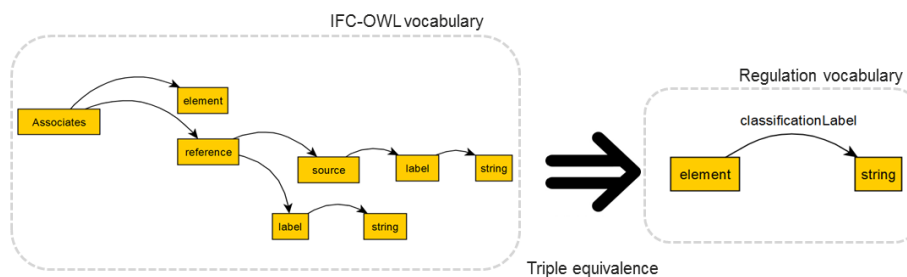 IFC-OWL vocabulary
Regulation vocabulary
element
Associates
classificationLabel
reference
source
label
string
element
string
label
string
Triple equivalence